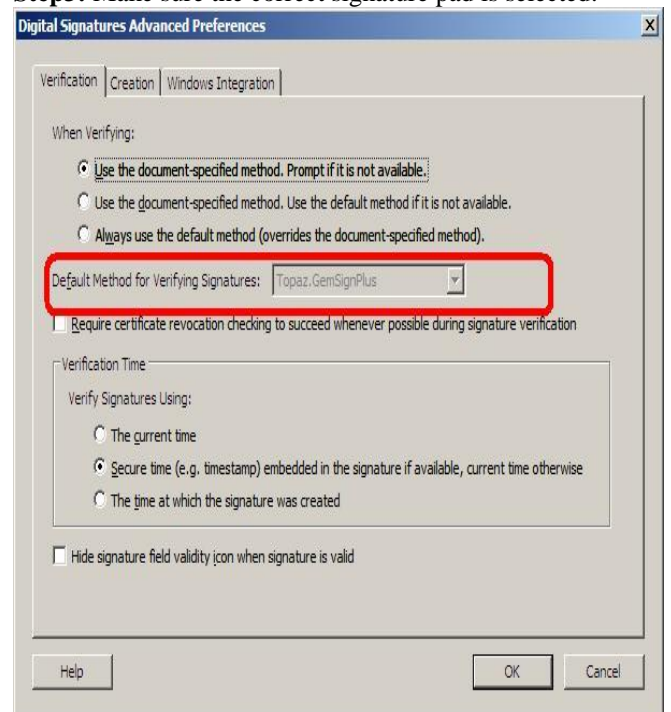 Step3: Make sure the correct signature pad is selected.
Digital Signatures Advanced Preferences
X
Verification Creation Windows Integration
When Verifying:
Use the document-specified method. Prompt if it is not available.
Use the document-specified method. Use the default method if it is not available.
Always use the default method (overrides the document-specified method).
Default Method for Verifying Signatures: Topaz.GemSignPlus
Require certificate revocation checking to succeed whenever possible during signature verification
Verification Time
Verify Signatures Using:
The current time
Secure time (e.g. timestamp) embedded in the signature if available, current time otherwise
The time at which the signature was created
Hide signature field validity icon when signature is valid
Help OK Cancel